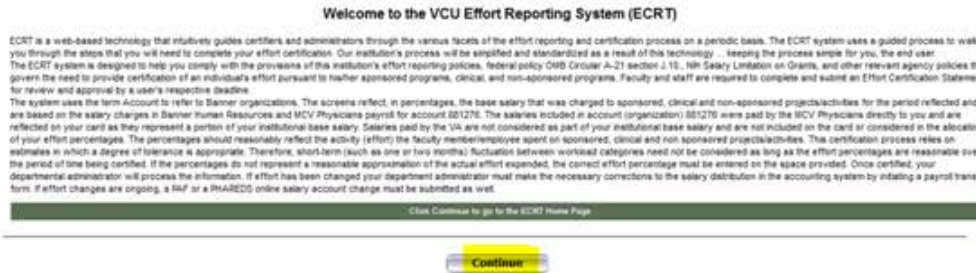 Welcome to the VCU Effort Reporting System (ECRT)
ECRT is a web-based technology that intuitively guides certifiers and administrators through the various facets of the effort reporting and certification process on a periodic basis. The ECRT system uses a guided process to walk
you through the steps that you will need to complete your effort certification. Our institution's process will be simplified and standardized as a result of this technology ... keeping the process simple for you, the end user.
The ECRT system is designed to help you comply with the provisions of this institution's effort reporting policies, federal policy OMB Circular A-21 section J.10., NIH Salary Limitation on Grants, and other relevant agency policies th
govern the need to provide certification of an individual's effort pursuant to his/her sponsored programs, clinical, and non-sponsored programs. Faculty and staff are required to complete and submit an Effort Certification Stateme
for review and approval by a user's respective deadline.
The system uses the term Account to refer to Banner organizations. The screens reflect, in percentages, the base salary that was charged to sponsored, clinical and non-sponsored projects/activities for the period reflected and
are based on the salary charges in Banner Human Resources and MCV Physicians payroll for account 881276. The salaries included in account (organization) 881276 were paid by the MCV Physicians directly to you and are
reflected on your card as they represent a portion of your institutional base salary. Salaries paid by the VA are not considered as part of your institutional base salary and are not included on the card or considered in the allocatio
of your effort percentages. The percentages should reasonably reflect the activity (effort) the faculty member/employee spent on sponsored, clinical and non sponsored projects/activities. This certification process relies on
estimates in which a degree of tolerance is appropriate. Therefore, short-term (such as one or two months) fluctuation between workload categories need not be considered as long as the effort percentages are reasonable ove
the period of time being certified. If the percentages do not represent a reasonable approximation of the actual effort expended, the correct effort percentage must be entered on the space provided. Once certified, your
departmental administrator will process the information. If effort has been changed your department administrator must make the necessary corrections to the salary distribution in the accounting system by initiating a payroll trans
form. If effort changes are ongoing, a PAF or a PHAREDS online salary account change must be submitted as well.
Click Continue to go to the ECRT Home Page
Continue